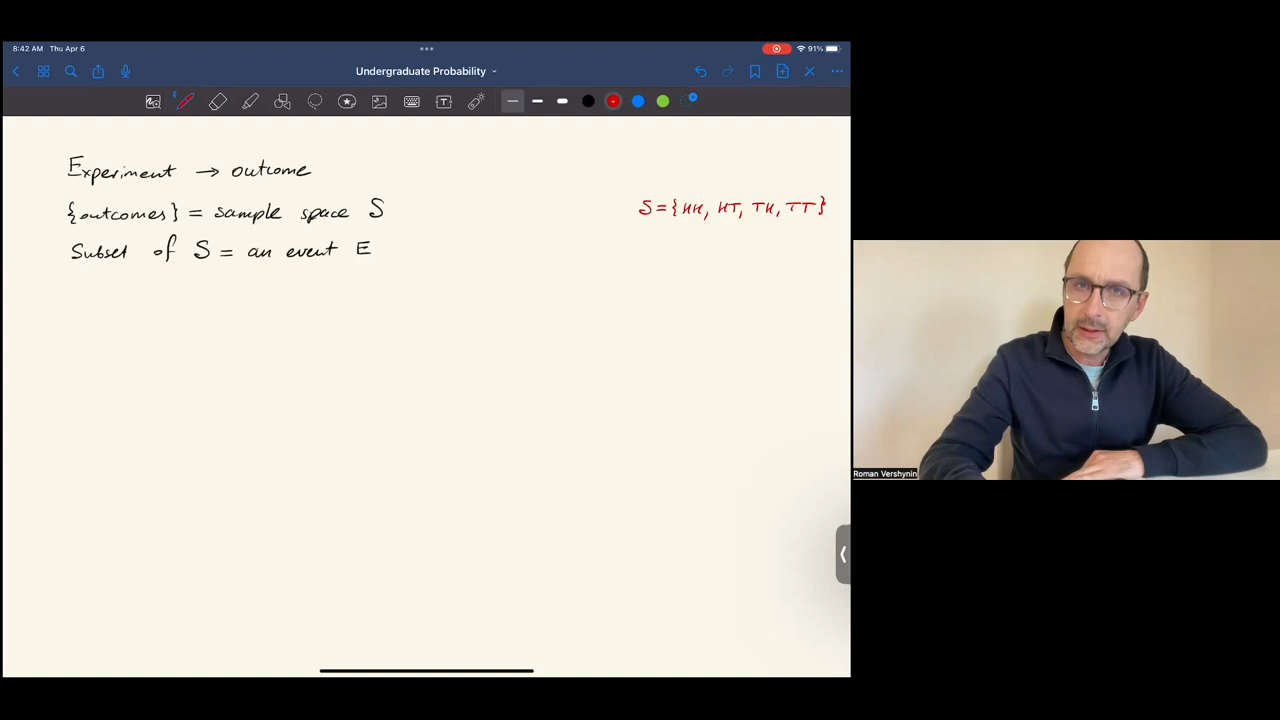 8:42 AM Thu Apr 6
91%
Undergraduate Probability
T
Experiment → outcome
{outcomes} = sample space S
S = {HH, HT, TH, TT}
Subset of S = an event E
Roman Vershynin